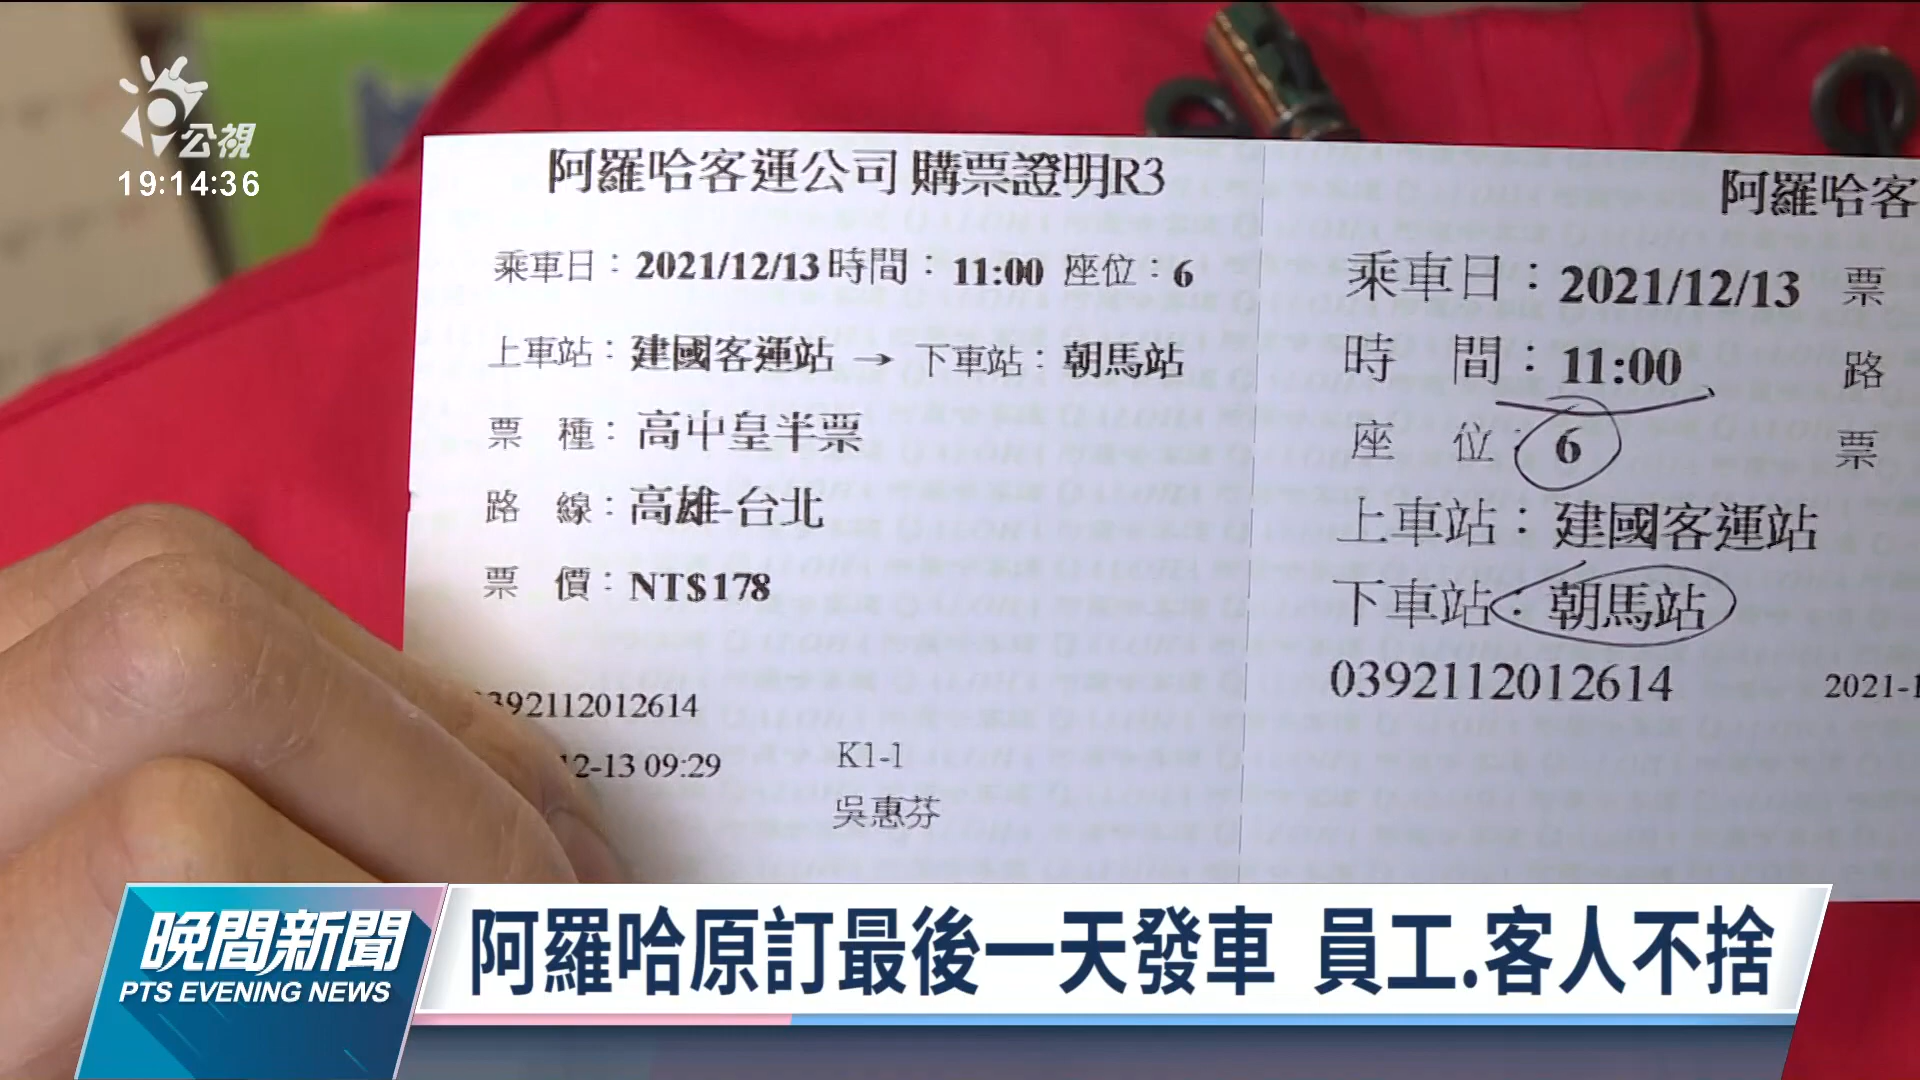 公視
19:14:36
阿羅哈客運公司 購票證明R3
乘車日：2021/12/13 時間：11:00 座位：6
上車站：建國客運站 → 下車站：朝馬站
票 種：高中皇半票
路 線：高雄-台北
票 價：NT$178
392112012614
12-13 09:29
K1-1
吳惠芬
阿羅哈客
乘車日：2021/12/13 票
時 間：11:00 路
座 位：6 票
上車站：建國客運站
下車站：朝馬站
0392112012614 2021-1
晚間新聞
PTS EVENING NEWS
阿羅哈原訂最後一天發車 員工.客人不捨